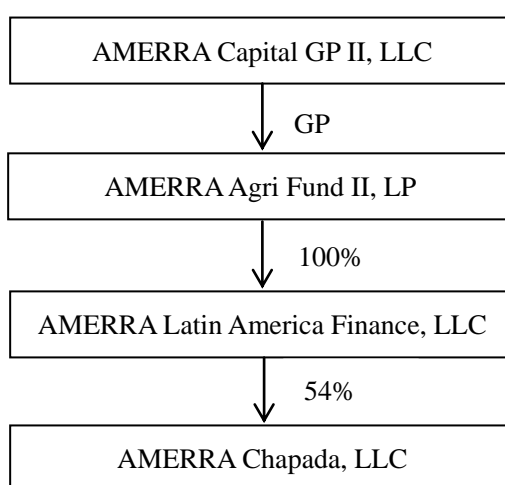 AMERRA Capital GP II, LLC
GP
AMERRA Agri Fund II, LP
100%
AMERRA Latin America Finance, LLC
54%
AMERRA Chapada, LLC